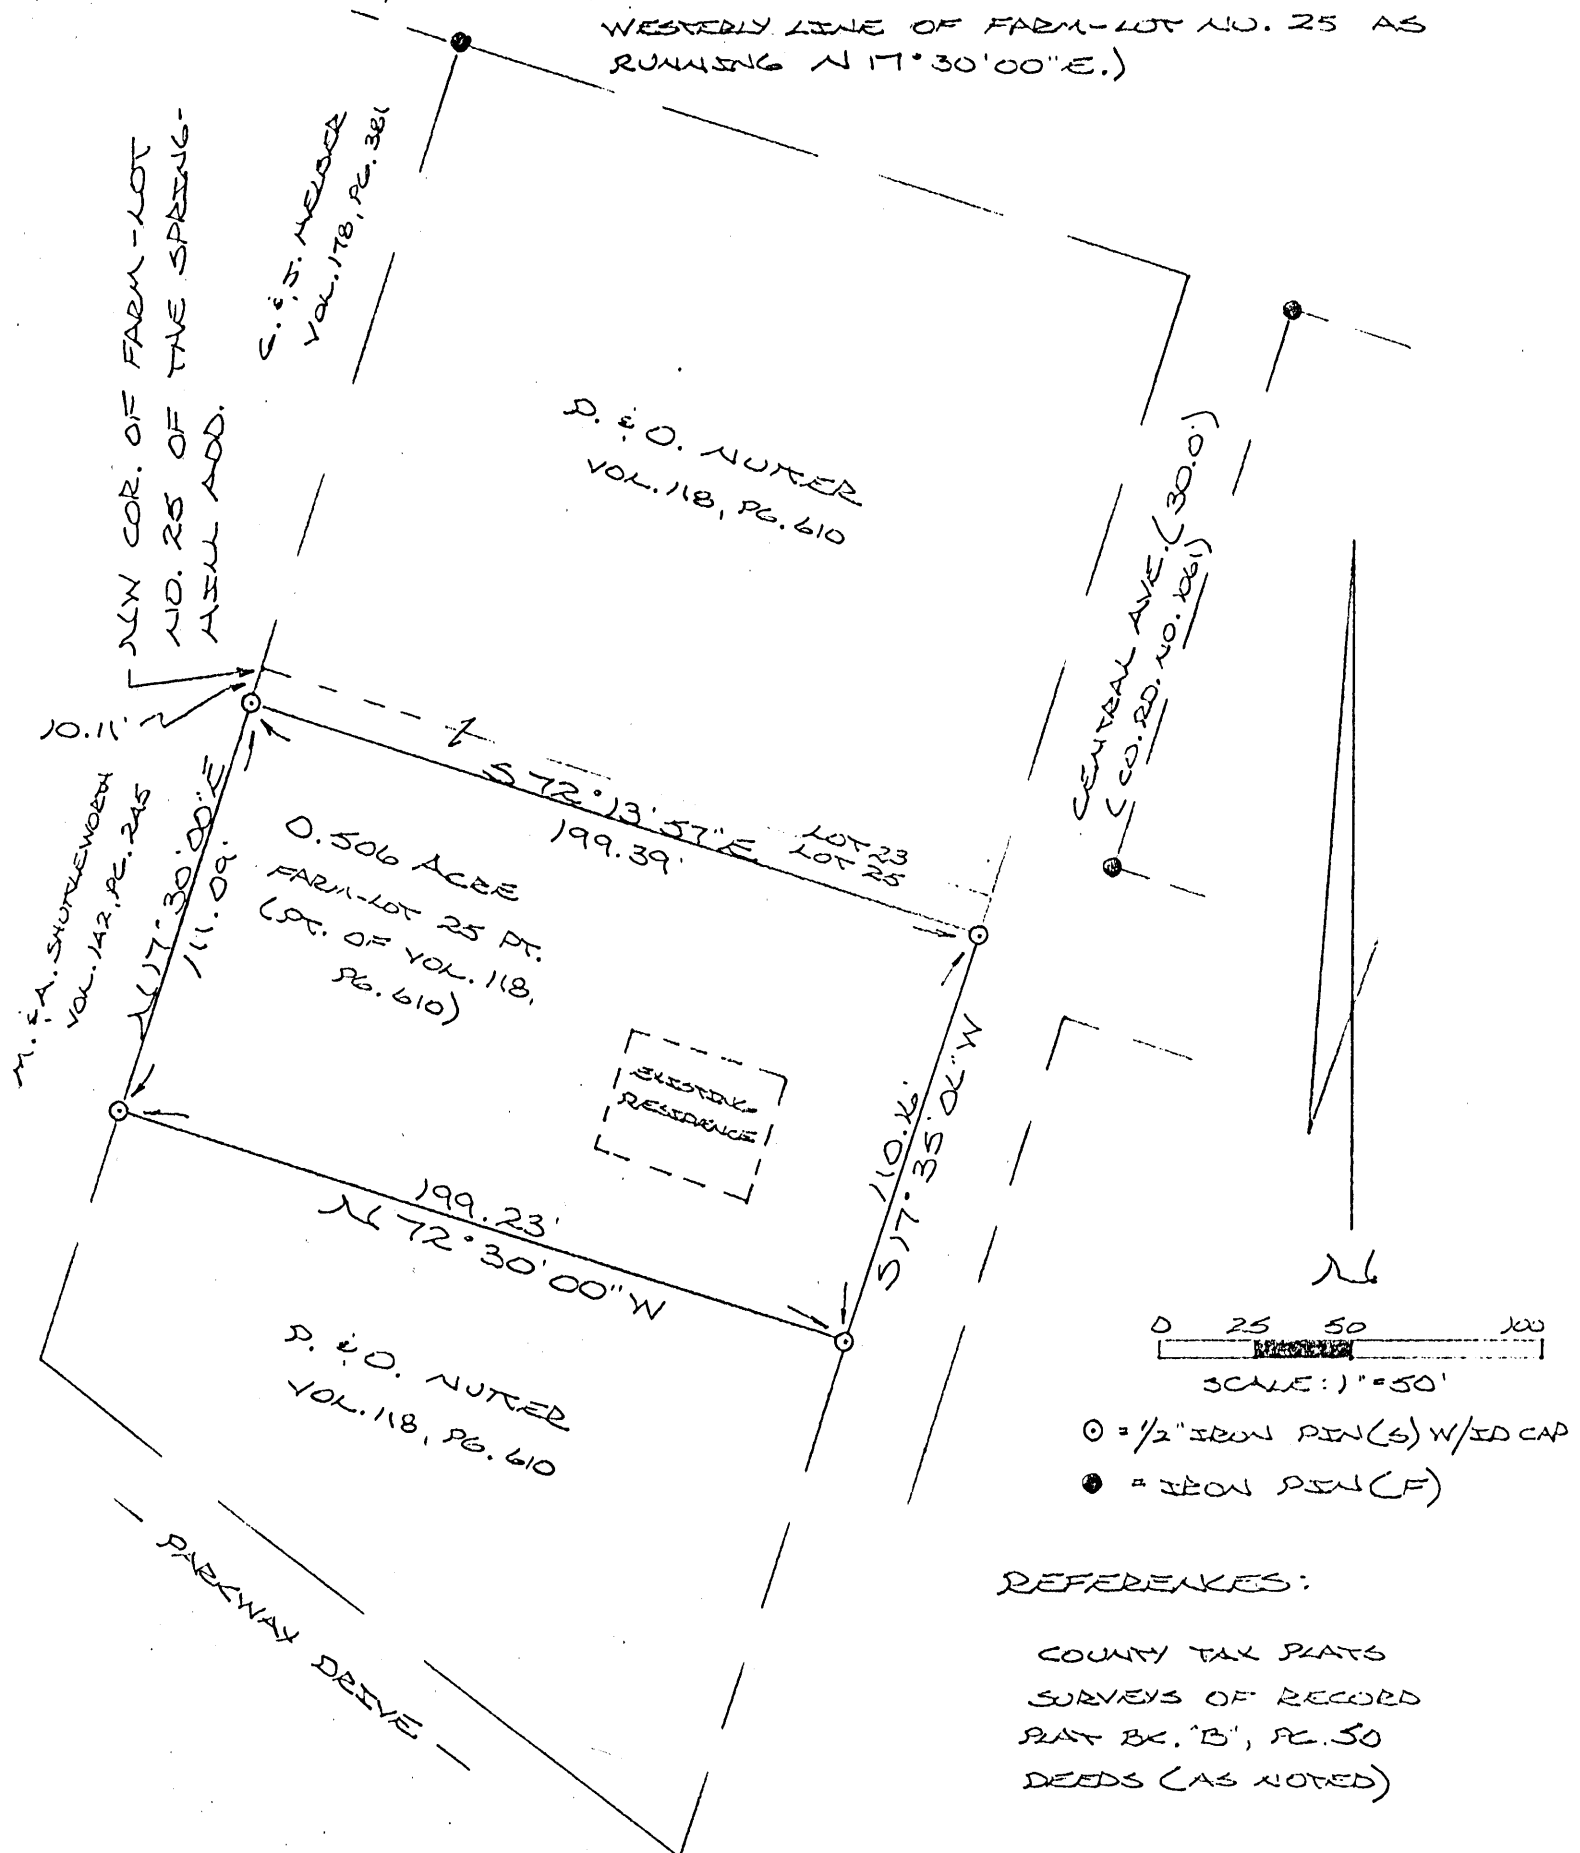 WESTERLY LINE OF FARM-LOT NO. 25 AS
RUNNING N 17°30'00"E.)
NW COR. OF FARM-LOT
NO. 25 OF THE SPRING-
HILL ADD.
VOL. 178, PG. 381
D. & O. NUTTER
VOL. 118, PG. 610
CENTRAL AVE. (30.0')
(CO. RD. NO. 1061)
10.11'
M. & A. SHUTTLEWORTH
VOL. 142, PG. 245
N 17°30'00"E
111.09'
S 72°13'57"E
199.39'
LOT 23
LOT 25
0.506 ACRE
FARM-LOT 25 PT.
(PT. OF VOL. 118,
PG. 610)
EXISTING
RESIDENCE
110.16'
S 17°35'06"W
199.23'
N 72°30'00"W
D. & O. NUTTER
VOL. 118, PG. 610
PARKWAY DRIVE
N
0 25 50 100
SCALE: 1"=50'
= 1/2" IRON PIN(S) W/ID CAP
= IRON PIN (F)
REFERENCES:
COUNTY TAX PLATS
SURVEYS OF RECORD
PLAT BK. "B", PG. 50
DEEDS (AS NOTED)